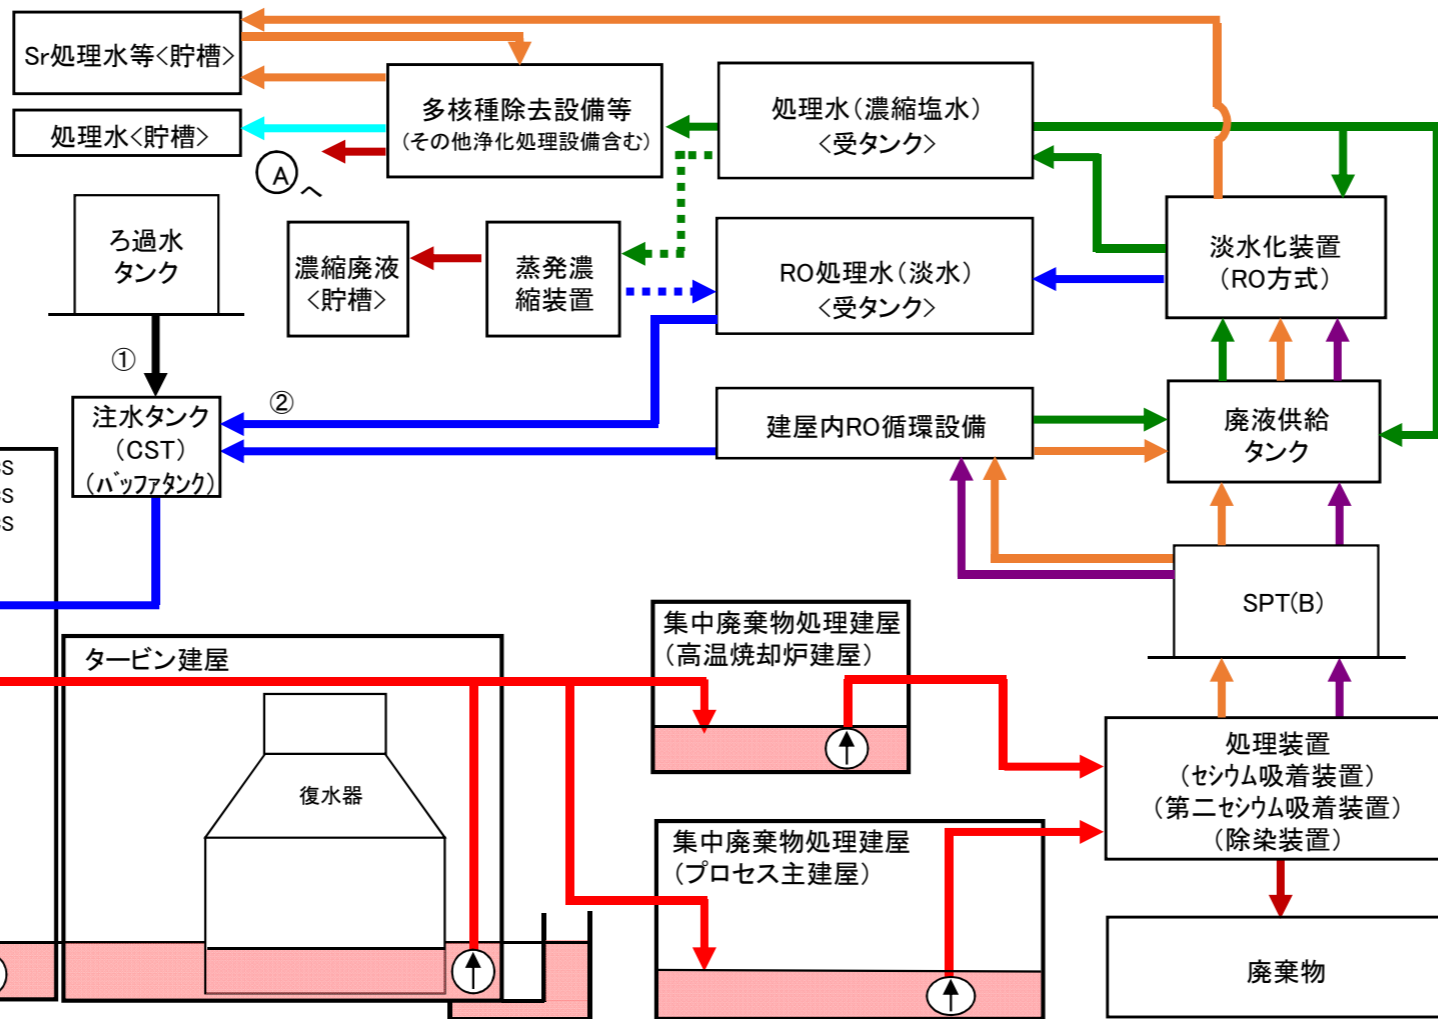 Sr処理水等<貯槽>
多核種除去設備等
(その他浄化処理設備含む)
処理水(濃縮塩水)
<受タンク>
処理水<貯槽>
A
へ
ろ過水
タンク
濃縮廃液
<貯槽>
蒸発濃
縮装置
RO処理水(淡水)
<受タンク>
淡水化装置
(RO方式)
①
②
注水タンク
(CST)
(バッファタンク)
建屋内RO循環設備
廃液供給
タンク
CS
CS
CS
SPT(B)
タービン建屋
復水器
集中廃棄物処理建屋
(高温焼却炉建屋)
集中廃棄物処理建屋
(プロセス主建屋)
処理装置
(セシウム吸着装置)
(第二セシウム吸着装置)
(除染装置)
廃棄物